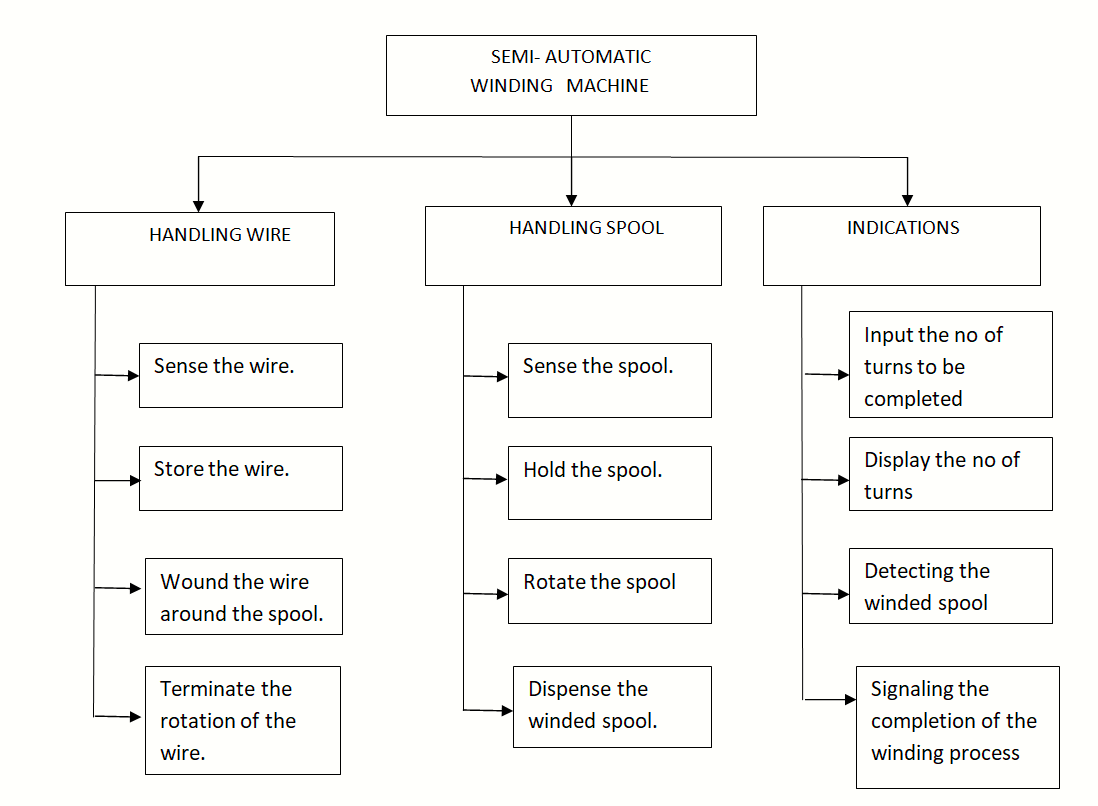 SEMI- AUTOMATIC
WINDING MACHINE
HANDLING WIRE
Sense the wire.
Store the wire.
Wound the wire
around the spool.
Terminate the
rotation of the
wire.
HANDLING SPOOL
Sense the spool.
Hold the spool.
Rotate the spool
Dispense the
winded spool.
INDICATIONS
Input the no of
turns to be
completed
Display the no of
turns
Detecting the
winded spool
Signaling the
completion of the
winding process